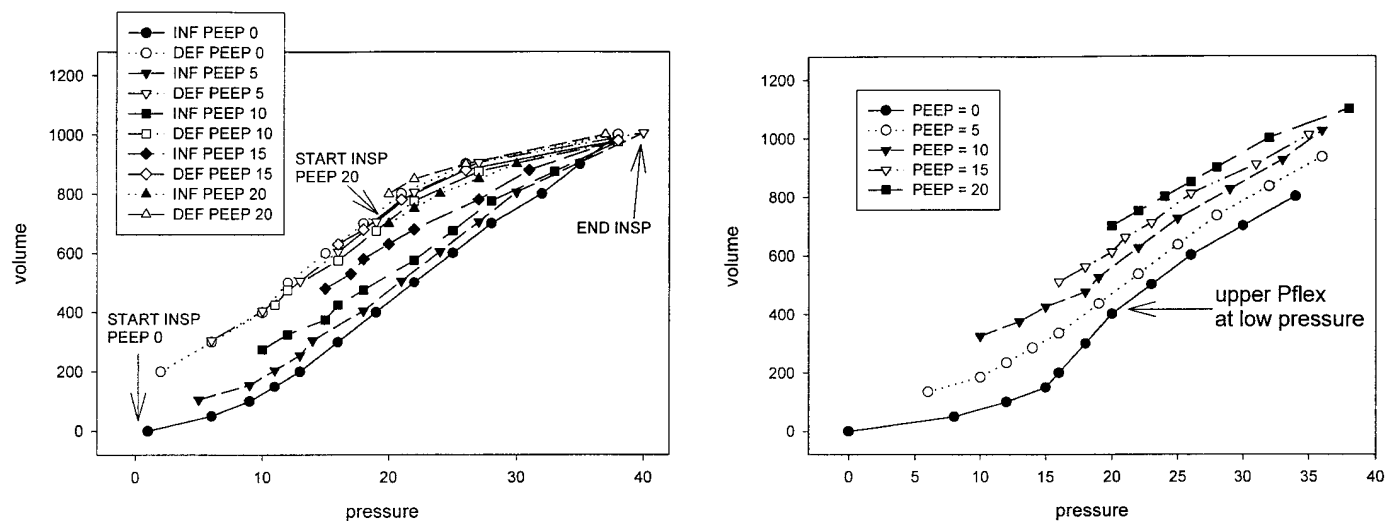 INF PEEP 0
DEF PEEP 0
INF PEEP 5
DEF PEEP 5
INF PEEP 10
DEF PEEP 10
INF PEEP 15
DEF PEEP 15
INF PEEP 20
DEF PEEP 20
1200
1000
800
600
400
200
0
volume
START INSP
PEEP 20
START INSP
PEEP 0
END INSP
0 10 20 30 40
pressure
PEEP = 0
PEEP = 5
PEEP = 10
PEEP = 15
PEEP = 20
1200
1000
800
600
400
200
0
volume
upper Pflex
at low pressure
0 5 10 15 20 25 30 35 40
pressure